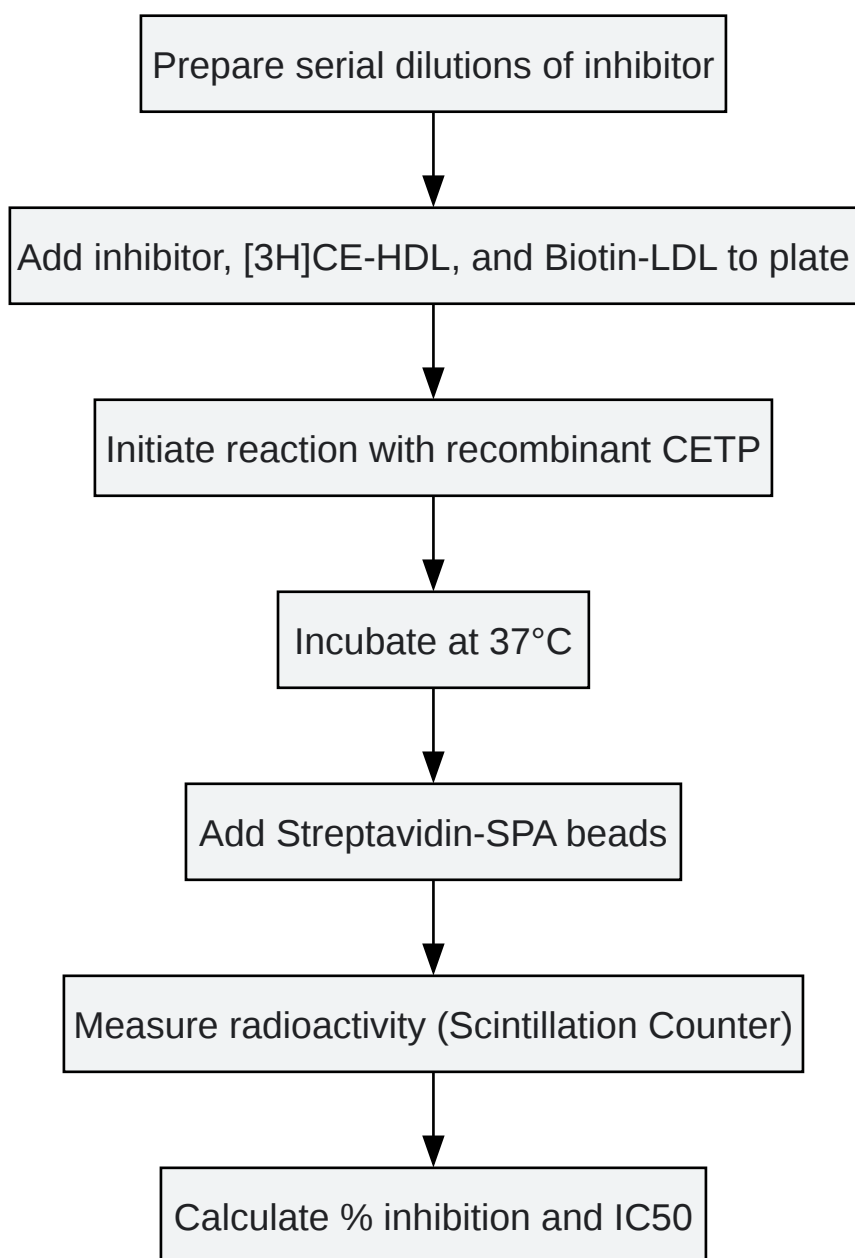 Prepare serial dilutions of inhibitor
Add inhibitor, [3H]CE-HDL, and Biotin-LDL to plate
Initiate reaction with recombinant CETP
Incubate at 37°C
Add Streptavidin-SPA beads
Measure radioactivity (Scintillation Counter)
Calculate % inhibition and IC50